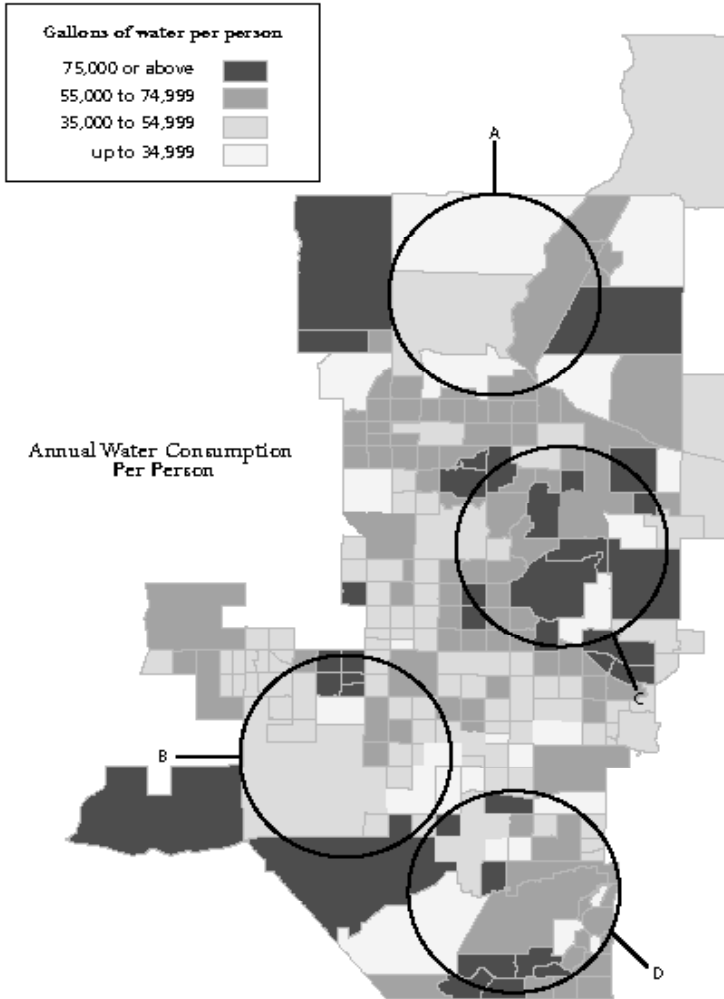 Gallons of water per person
75,000 or above
55,000 to 74,999
35,000 to 54,999
up to 34,999
A
Annual Water Consumption
Per Person
C
B
D